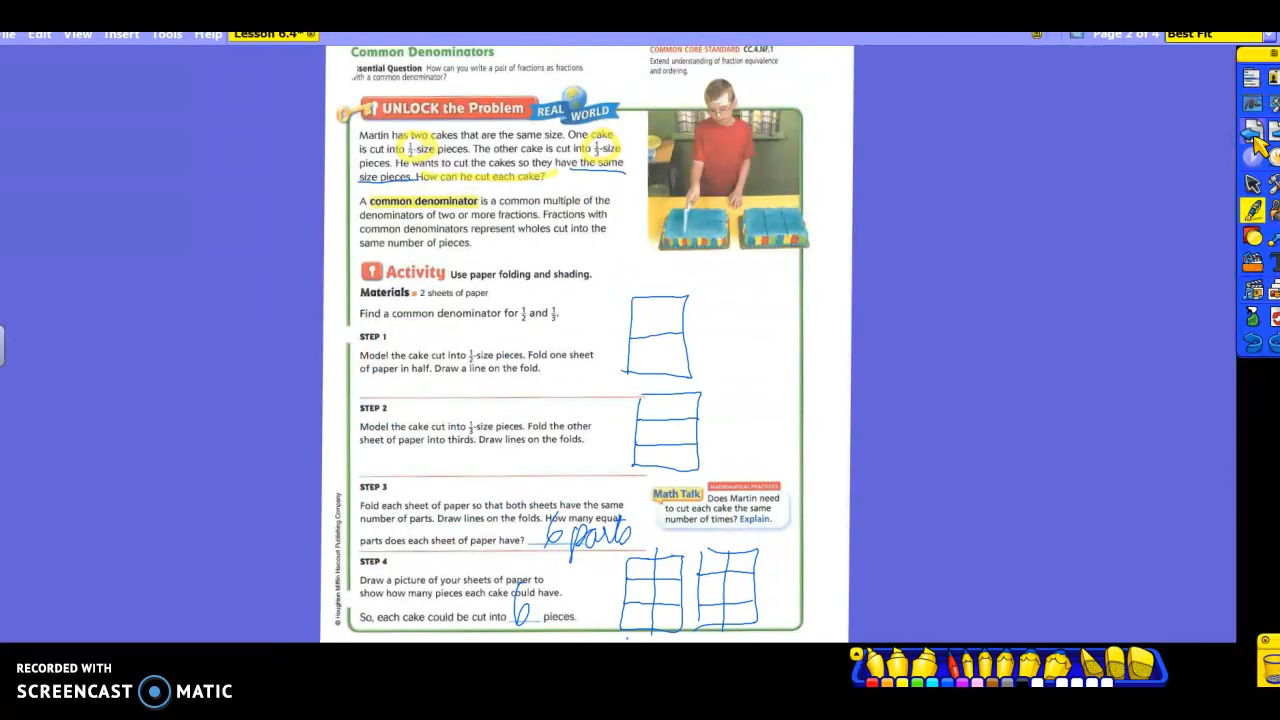 File Edit View Insert Tools Help Lesson 6.4* Page 2 of 4 Best Fit
Common Denominators
COMMON CORE STANDARD CC.4.NF.1
Extend understanding of fraction equivalence
and ordering.
Essential Question How can you write a pair of fractions as fractions
with a common denominator?
UNLOCK the Problem REAL WORLD
Martin has two cakes that are the same size. One cake
is cut into 1/2-size pieces. The other cake is cut into 1/3-size
pieces. He wants to cut the cakes so they have the same
size pieces. How can he cut each cake?
A common denominator is a common multiple of the
denominators of two or more fractions. Fractions with
common denominators represent wholes cut into the
same number of pieces.
Activity Use paper folding and shading.
Materials ■ 2 sheets of paper
Find a common denominator for 1/2 and 1/3.
STEP 1
Model the cake cut into 1/2-size pieces. Fold one sheet
of paper in half. Draw a line on the fold.
STEP 2
Model the cake cut into 1/3-size pieces. Fold the other
sheet of paper into thirds. Draw lines on the folds.
STEP 3
Fold each sheet of paper so that both sheets have the same
number of parts. Draw lines on the folds. How many equal
parts does each sheet of paper have? 6 parts
Math Talk MATHEMATICAL PRACTICES
Does Martin need
to cut each cake the same
number of times? Explain.
STEP 4
Draw a picture of your sheets of paper to
show how many pieces each cake could have.
So, each cake could be cut into 6 pieces.
© Houghton Mifflin Harcourt Publishing Company
RECORDED WITH
SCREENCAST MATIC